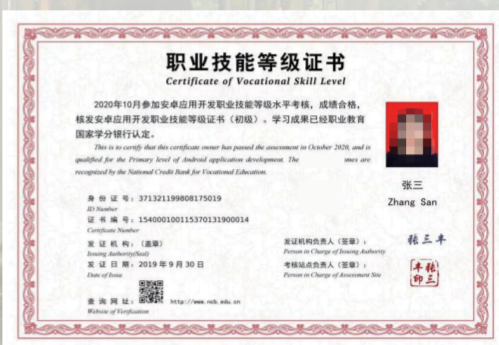 职业技能等级证书
Certificate of Vocational Skill Level
2020年10月参加安卓应用开发职业技能等级水平考核，成绩合格，
核发安卓应用开发职业技能等级证书（初级）。学习成果已经职业教育
国家学分银行认定。
This is to certify that this certificate owner has passed the assessment in October 2020, and is
qualified for the Primary level of Android application development. The mes are
recognized by the National Credit Bank for Vocational Education.
张三
Zhang San
身 份 证 号：371321199808175019
ID Number
证 书 编 号：154000100115370131900014
Certificate Number
发 证 机 构：（盖章）
Issuing Authority(Seal)
发 证 日 期：2019 年 9 月 30 日
Date of Issue
发证机构负责人（签章）：
Person in Charge of Issuing Authority
张三丰
考核站点负责人（签章）：
Person in Charge of Assessment Site
张三
丰印
查 询 网 址：
http://www.ncb.edu.cn
Website of Verification